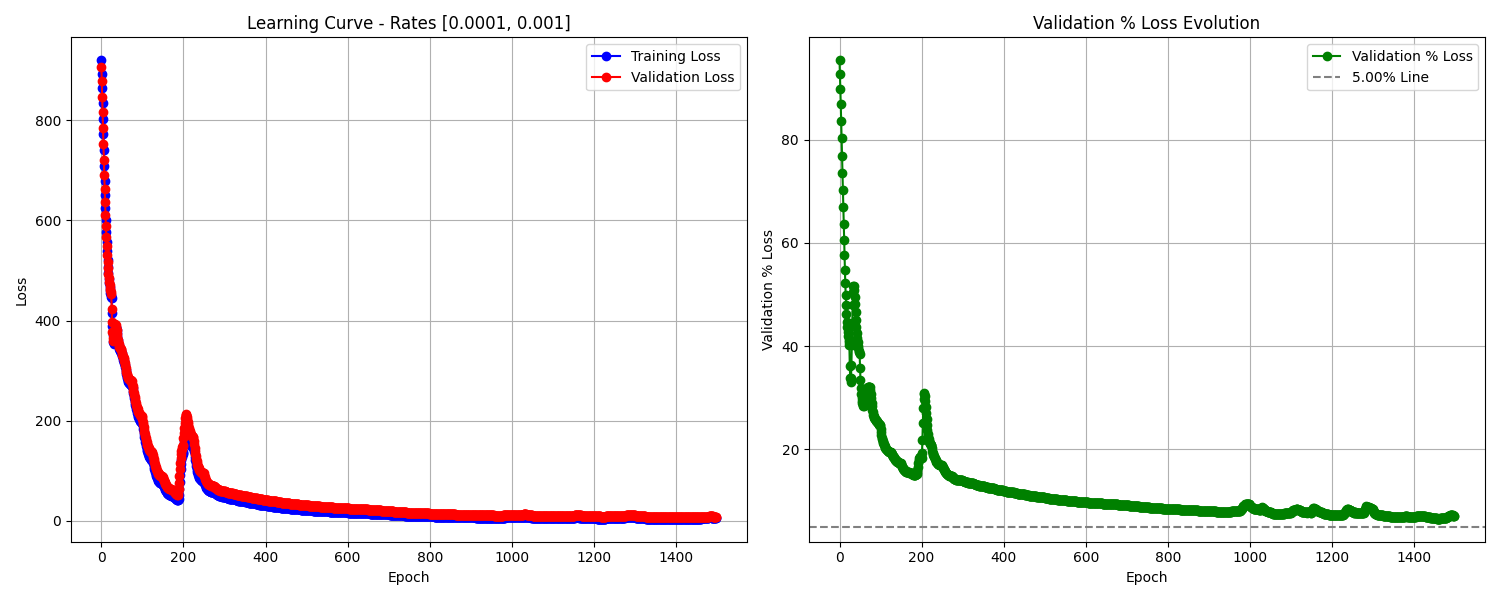 Learning Curve - Rates [0.0001, 0.001]
Training Loss
Validation Loss
800
600
400
200
0
Loss
0 200 400 600 800 1000 1200 1400
Epoch
Validation % Loss Evolution
Validation % Loss
5.00% Line
80
60
40
20
Validation % Loss
0 200 400 600 800 1000 1200 1400
Epoch